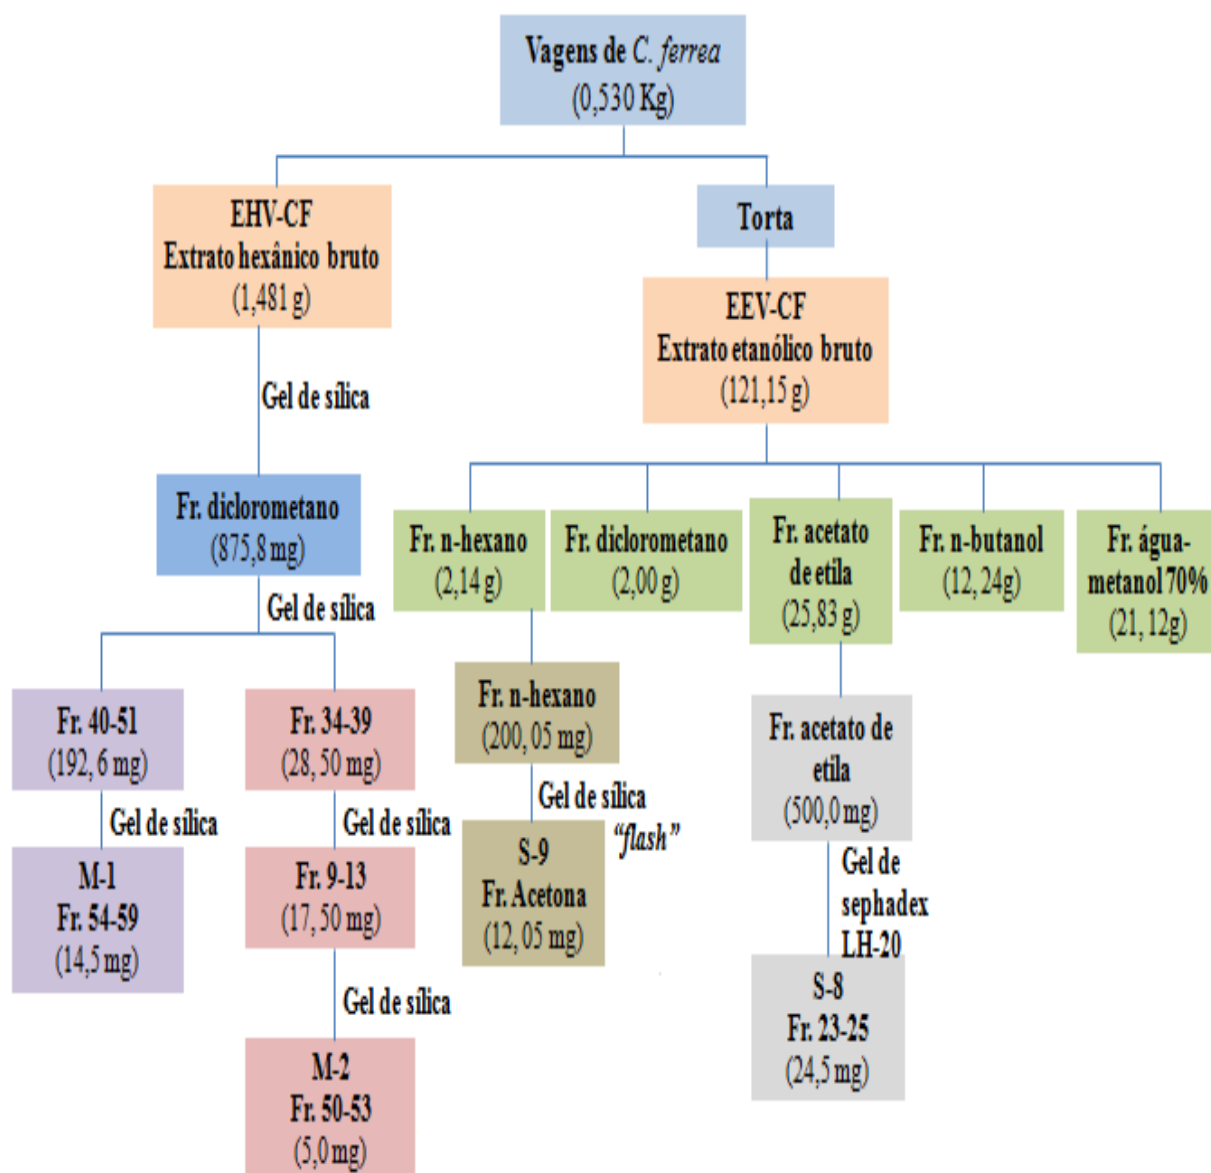 Vagens de C. ferrea
(0,530 Kg)
EHV-CF
Extrato hexânico bruto
(1,481 g)
Torta
EEV-CF
Extrato etanólico bruto
(121,15 g)
Gel de sílica
Fr. diclorometano
(875,8 mg)
Gel de sílica
Fr. n-hexano
(2,14 g)
Fr. diclorometano
(2,00 g)
Fr. acetato
de etila
(25,83 g)
Fr. n-butanol
(12, 24g)
Fr. água-
metanol 70%
(21, 12g)
Fr. 40-51
(192, 6 mg)
Gel de sílica
M-1
Fr. 54-59
(14,5 mg)
Fr. 34-39
(28, 50 mg)
Gel de sílica
Fr. 9-13
(17, 50 mg)
Gel de sílica
M-2
Fr. 50-53
(5,0 mg)
Fr. n-hexano
(200, 05 mg)
Gel de sílica
“flash”
S-9
Fr. Acetona
(12, 05 mg)
Fr. acetato de
etila
(500,0 mg)
Gel de
sephadex
LH-20
S-8
Fr. 23-25
(24,5 mg)